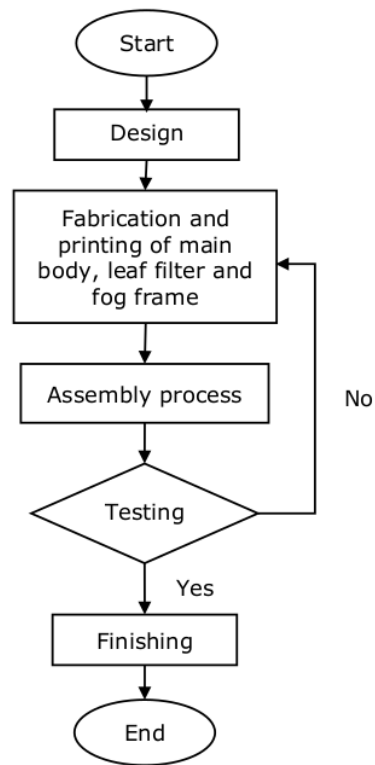 Start
Design
Fabrication and
printing of main
body, leaf filter and
fog frame
Assembly process
No
Testing
Yes
Finishing
End